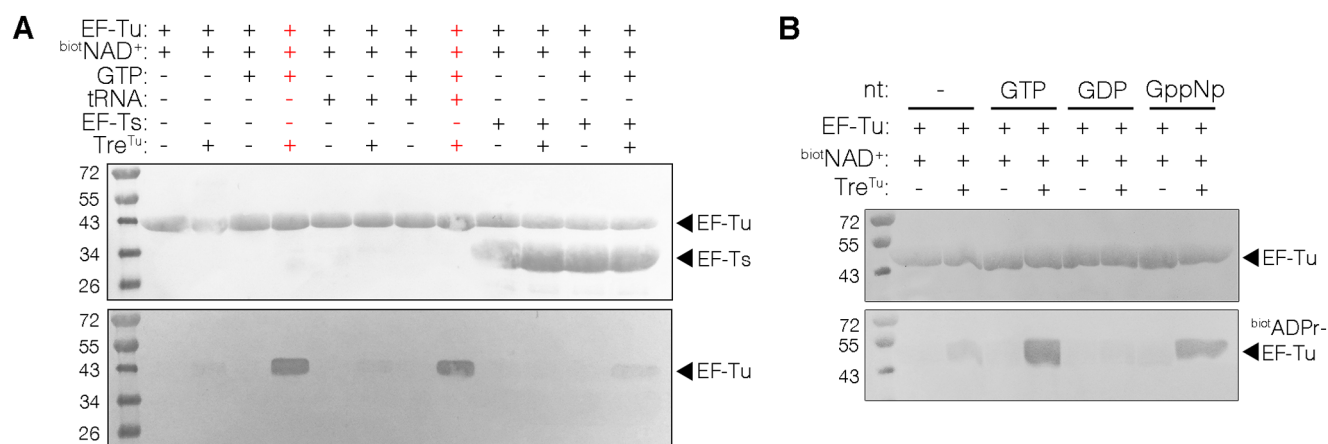 A
EF-Tu: + + + + + + + + + + + +
biotNAD+: + + + + + + + + + + + +
GTP: - - + + - - + + - - + +
tRNA: - - - - + + + + - - - -
EF-Ts: - - - - - - - - + + + +
TreTu: - + - + - + - + - + - +
72
55
43
34
26
EF-Tu
EF-Ts
72
55
43
34
26
EF-Tu
B
nt: - GTP GDP GppNp
EF-Tu: + + + + + + + +
biotNAD+: + + + + + + + +
TreTu: - + - + - + - +
72
55
43
EF-Tu
72
55
43
biotADPr-
EF-Tu